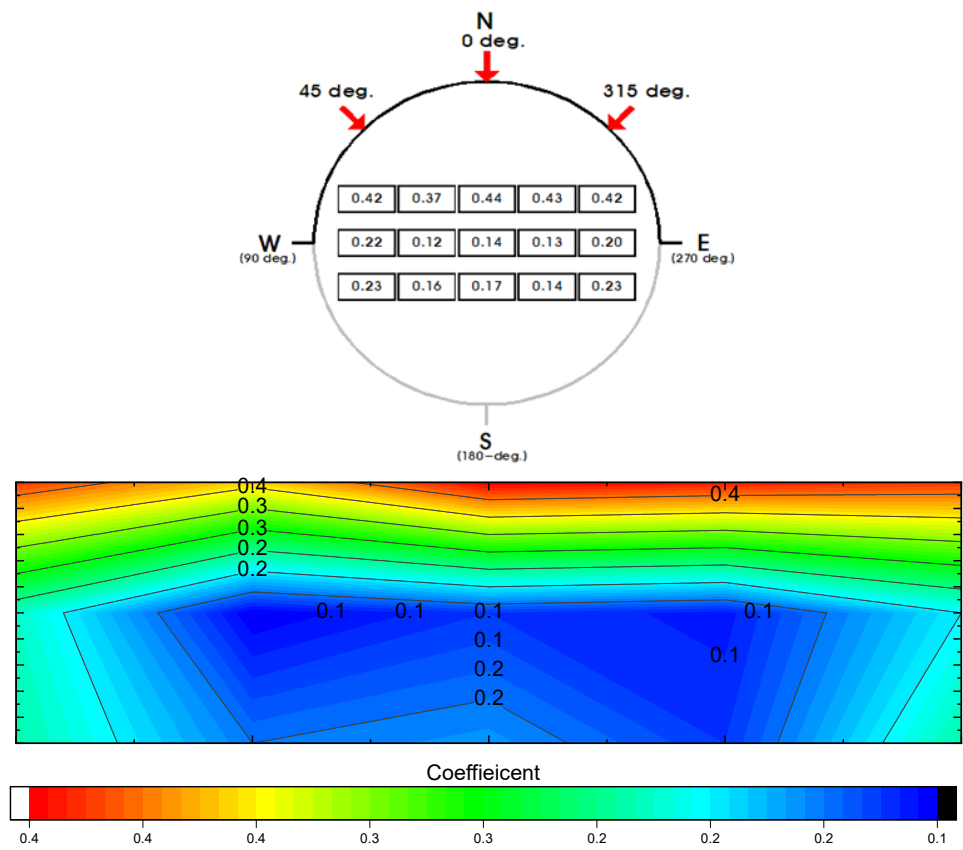 N
0 deg.
45 deg.
315 deg.
0.42 0.37 0.44 0.43 0.42
W
(90 deg.)
0.22 0.12 0.14 0.13 0.20
E
(270 deg.)
0.23 0.16 0.17 0.14 0.23
S
(180-deg.)
0.4
0.4
0.3
0.3
0.2
0.2
0.1 0.1 0.1 0.1
0.1
0.1
0.2
0.2
Coeffieicent
0.4 0.4 0.4 0.3 0.3 0.2 0.2 0.2 0.1